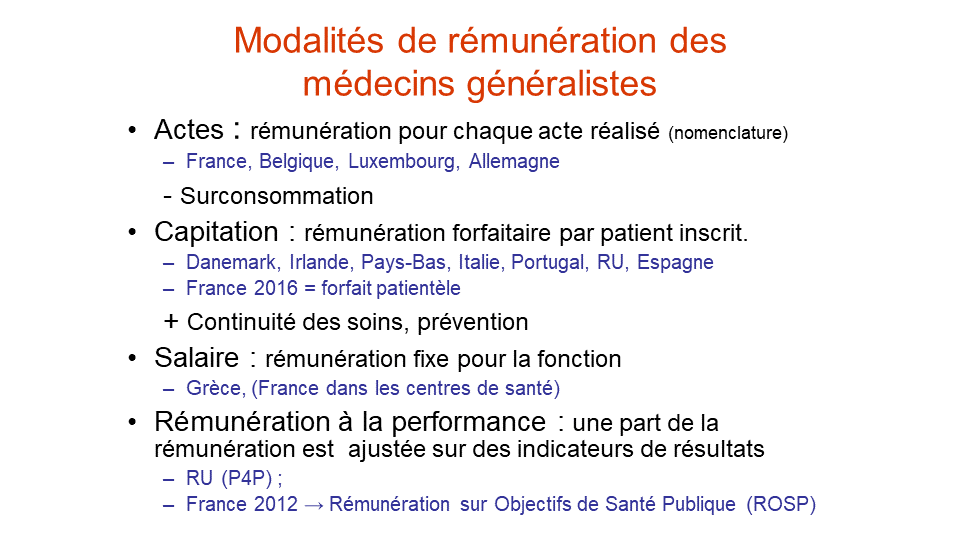 Modalités de rémunération des
médecins généralistes
• Actes : rémunération pour chaque acte réalisé (nomenclature)
– France, Belgique, Luxembourg, Allemagne
- Surconsommation
• Capitation : rémunération forfaitaire par patient inscrit.
– Danemark, Irlande, Pays-Bas, Italie, Portugal, RU, Espagne
– France 2016 = forfait patientèle
+ Continuité des soins, prévention
• Salaire : rémunération fixe pour la fonction
– Grèce, (France dans les centres de santé)
• Rémunération à la performance : une part de la
rémunération est ajustée sur des indicateurs de résultats
– RU (P4P) ;
– France 2012 → Rémunération sur Objectifs de Santé Publique (ROSP)